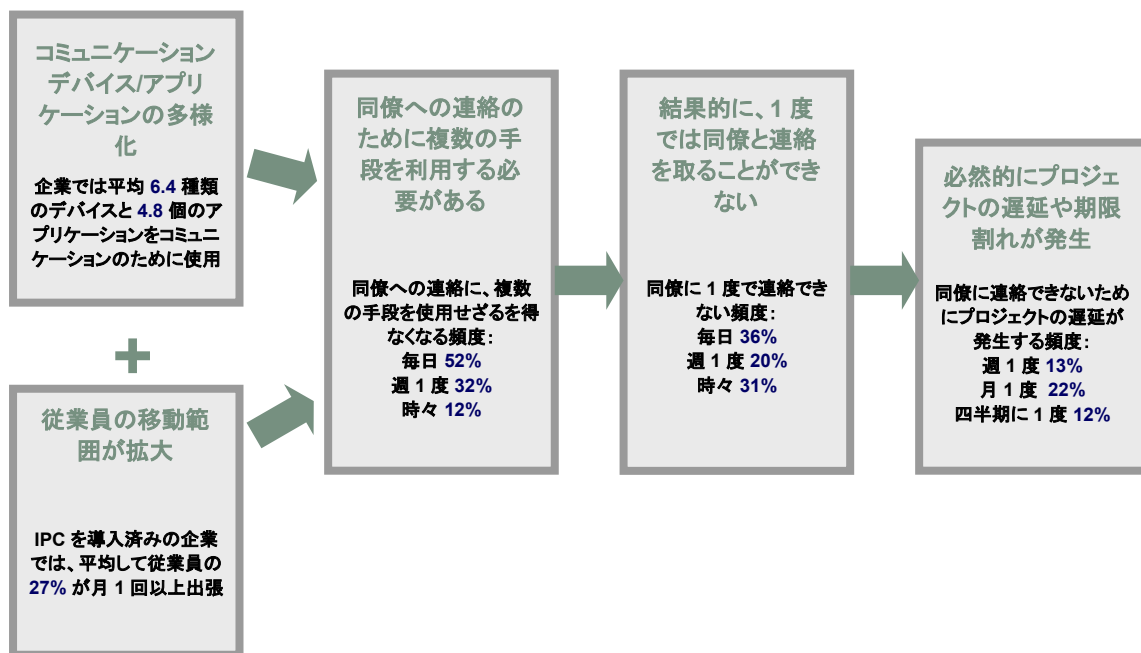 コミュニケーション
デバイス/アプリ
ケーションの多様
化
企業では平均 6.4 種類
のデバイスと 4.8 個のア
プリケーションをコミュニ
ケーションのために使用
+
従業員の移動範
囲が拡大
IPC を導入済みの企業
では、平均して従業員の
27% が月 1 回以上出張
同僚への連絡の
ために複数の手
段を利用する必
要がある
同僚への連絡に、複数
の手段を使用せざるを得
なくなる頻度：
毎日 52%
週 1 度 32%
時々 12%
結果的に、1 度
では同僚と連絡
を取ることができ
ない
同僚に 1 度で連絡でき
ない頻度：
毎日 36%
週 1 度 20%
時々 31%
必然的にプロジェ
クトの遅延や期限
割れが発生
同僚に連絡できないため
にプロジェクトの遅延が
発生する頻度：
週 1 度 13%
月 1 度 22%
四半期に 1 度 12%